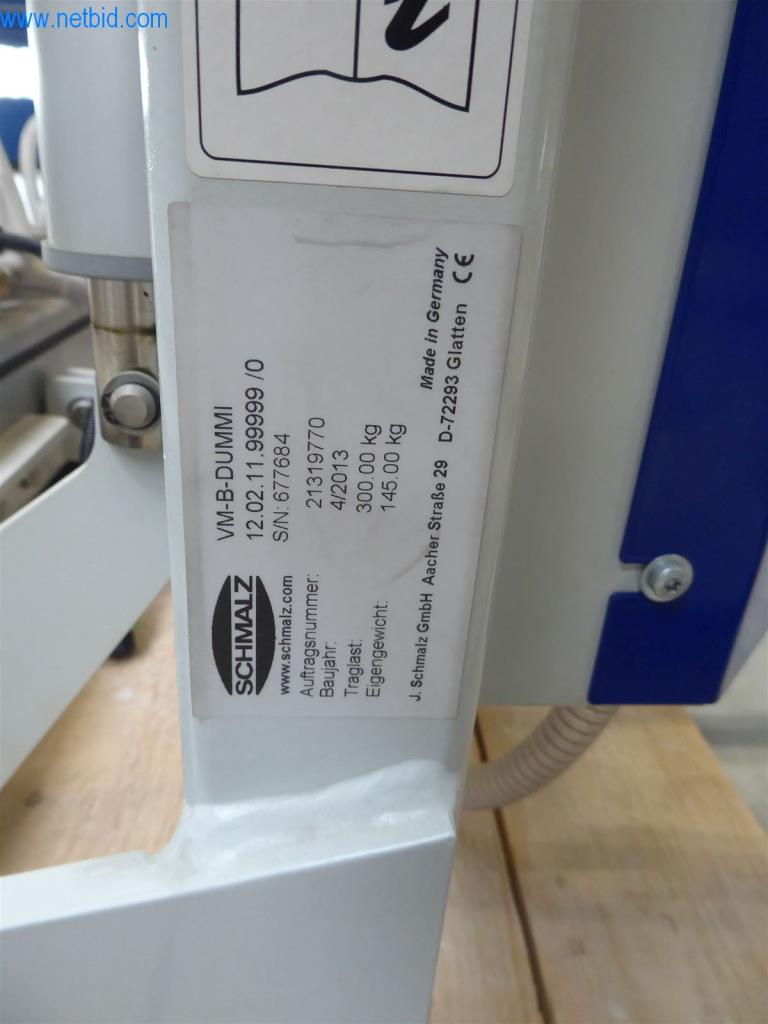 www.netbid.com
i
SCHMALZ
www.schmalz.com
VM-B-DUMMI
12.02.11.99999 /0
S/N: 677684
Auftragsnummer: 21319770
Baujahr: 4/2013
Traglast: 300.00 kg
Eigengewicht: 145.00 kg
Made in Germany
J. Schmalz GmbH Aacher Straße 29 D-72293 Glatten CE